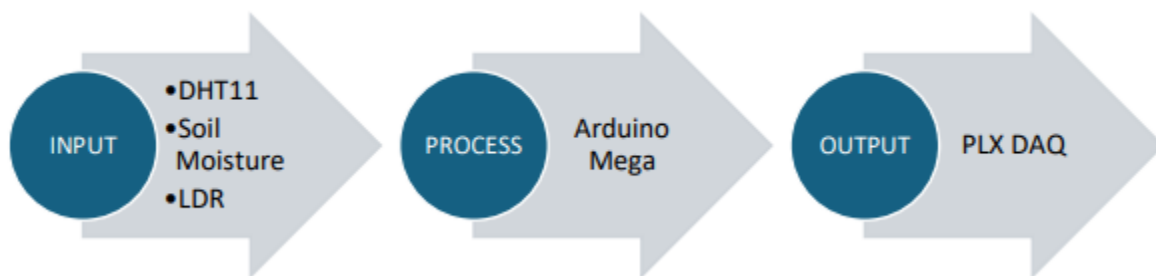 INPUT
•DHT11
•Soil
Moisture
•LDR
PROCESS
Arduino
Mega
OUTPUT
PLX DAQ